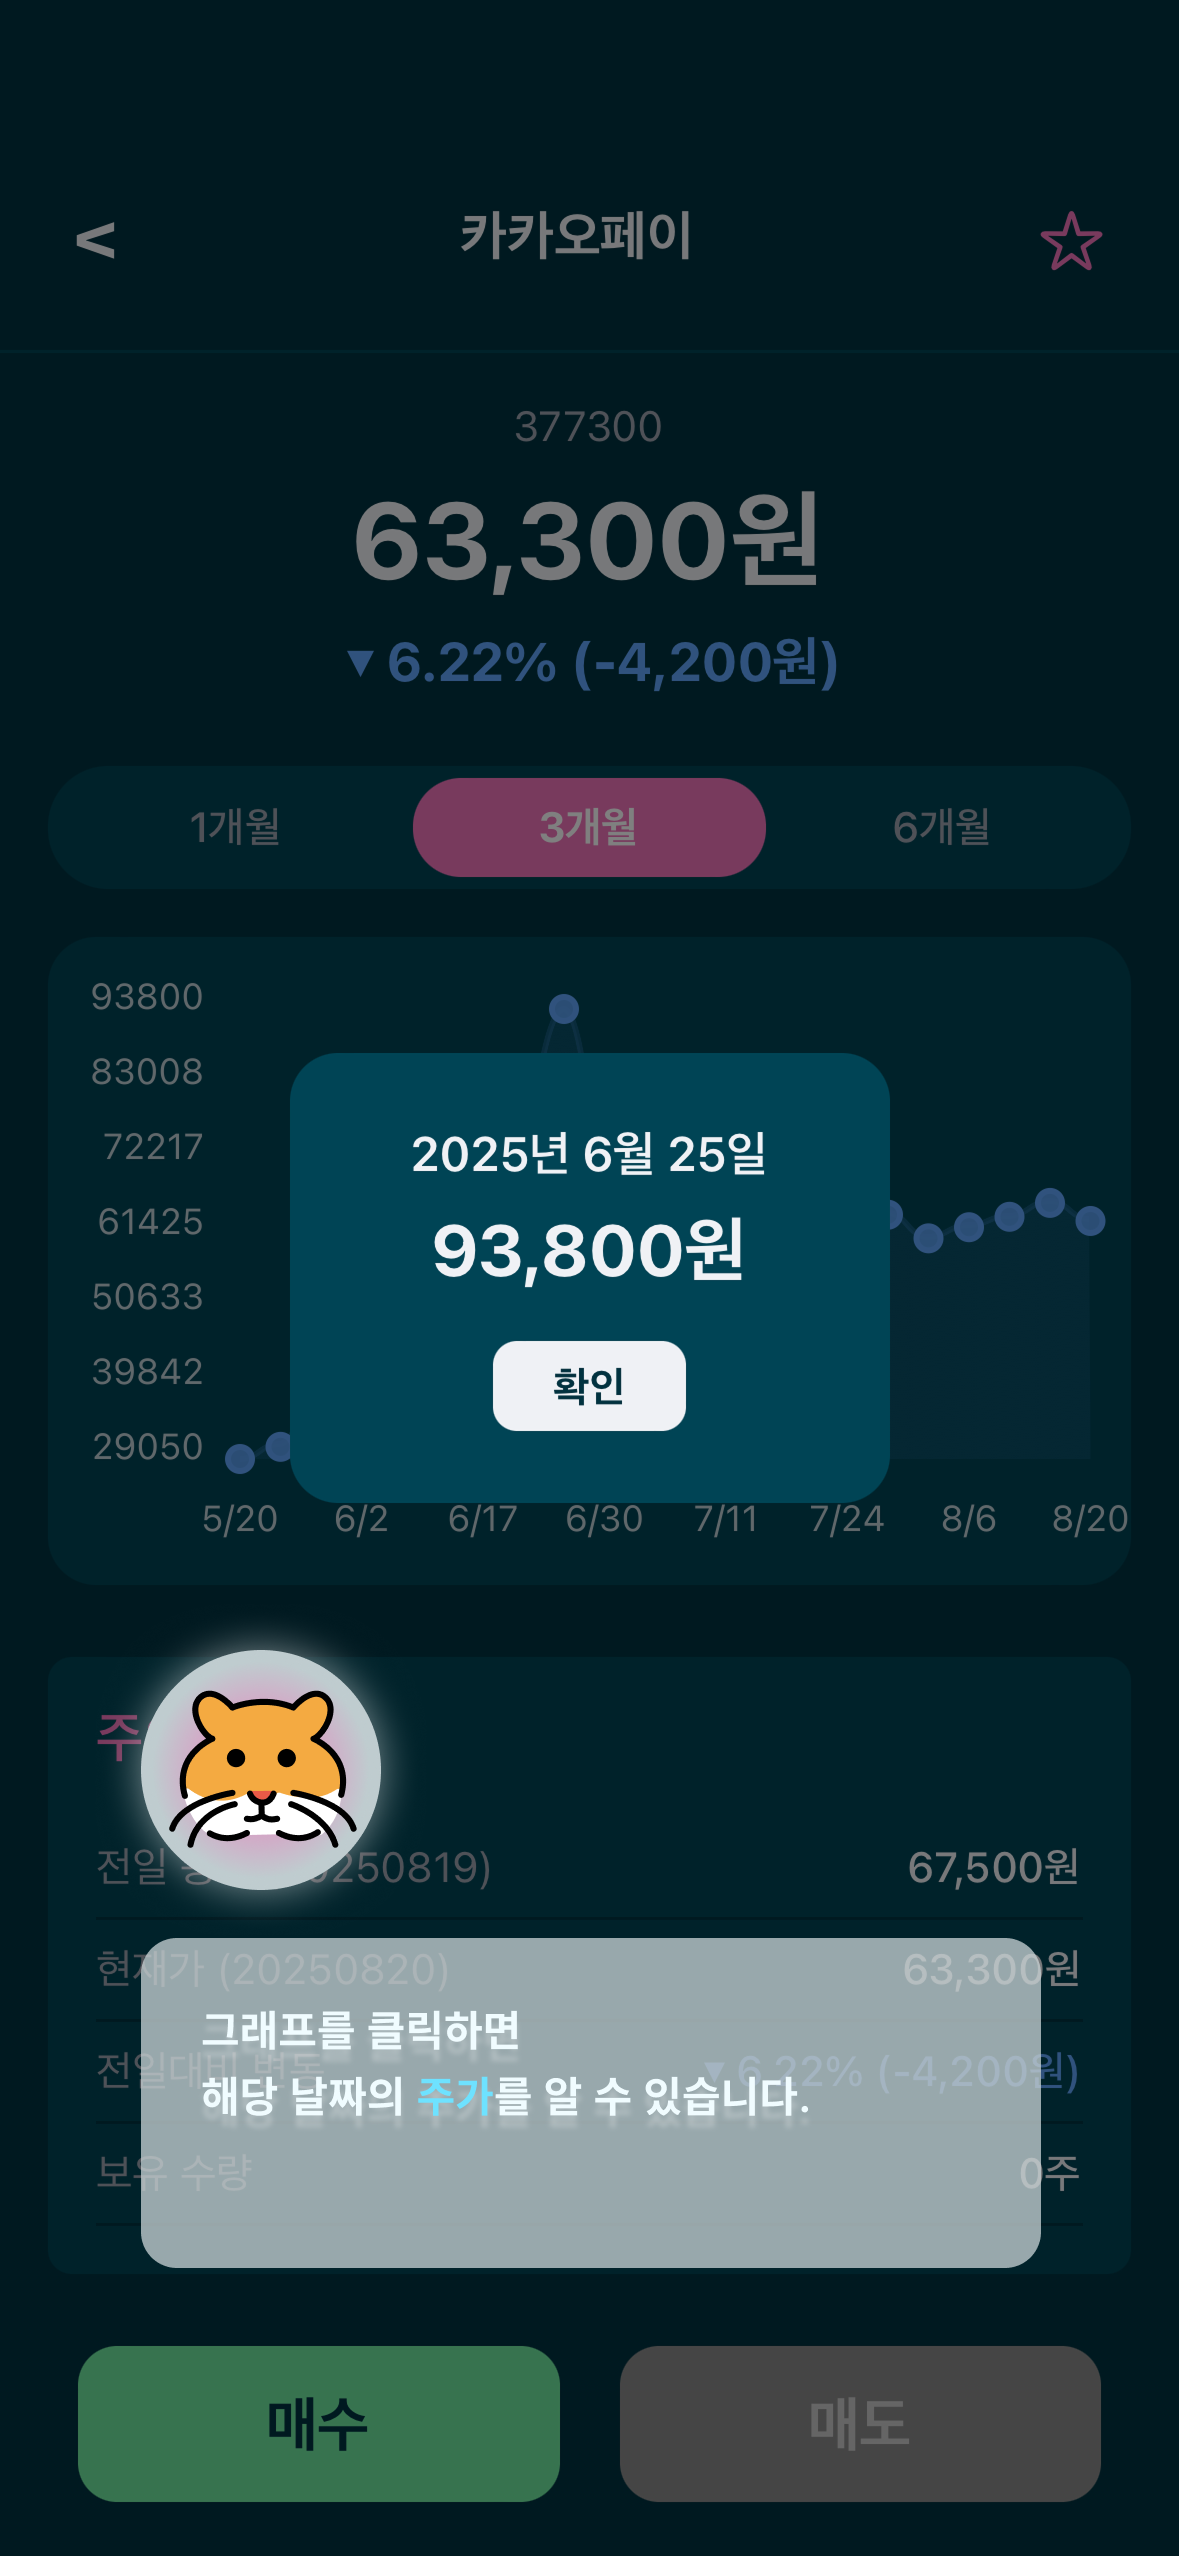 <
카카오페이
377300
63,300원
▼ 6.22% (-4,200원)
1개월 3개월 6개월
93800
83008
72217
61425
50633
39842
29050
5/20 6/2 6/17 6/30 7/11 7/24 8/6 8/20
2025년 6월 25일
93,800원
확인
주
전일 250819) 67,500원
현재가 (20250820) 63,300원
전일대비 변동 ▼ 6.22% (-4,200원)
보유 수량 0주
그래프를 클릭하면
해당 날짜의 주가를 알 수 있습니다.
매수 매도